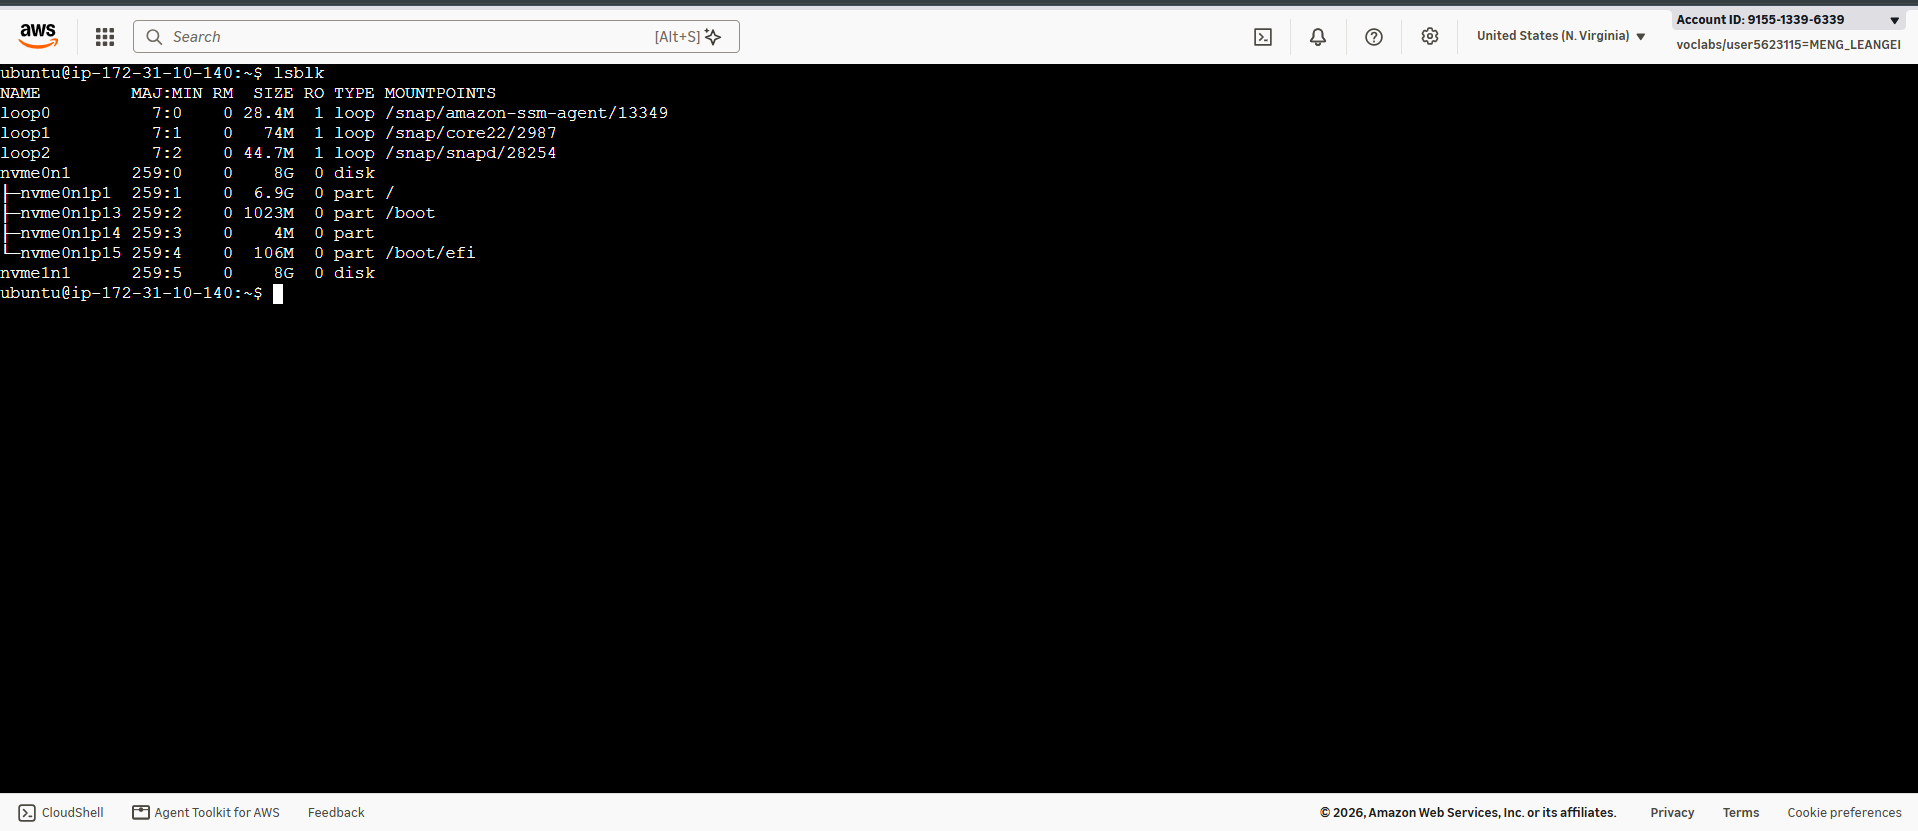 aws
Search
[Alt+S]
United States (N. Virginia)
Account ID: 9155-1339-6339
voclabs/user5623115=MENG_LEANGEI
ubuntu@ip-172-31-10-140:~$ lsblk
NAME         MAJ:MIN RM  SIZE RO TYPE MOUNTPOINTS
loop0          7:0    0 28.4M  1 loop /snap/amazon-ssm-agent/13349
loop1          7:1    0   74M  1 loop /snap/core22/2987
loop2          7:2    0 44.7M  1 loop /snap/snapd/28254
nvme0n1      259:0    0    8G  0 disk
├─nvme0n1p1  259:1    0  6.9G  0 part /
├─nvme0n1p13 259:2    0 1023M  0 part /boot
├─nvme0n1p14 259:3    0    4M  0 part
└─nvme0n1p15 259:4    0  106M  0 part /boot/efi
nvme1n1      259:5    0    8G  0 disk
ubuntu@ip-172-31-10-140:~$
CloudShell
Agent Toolkit for AWS
Feedback
© 2026, Amazon Web Services, Inc. or its affiliates.
Privacy
Terms
Cookie preferences